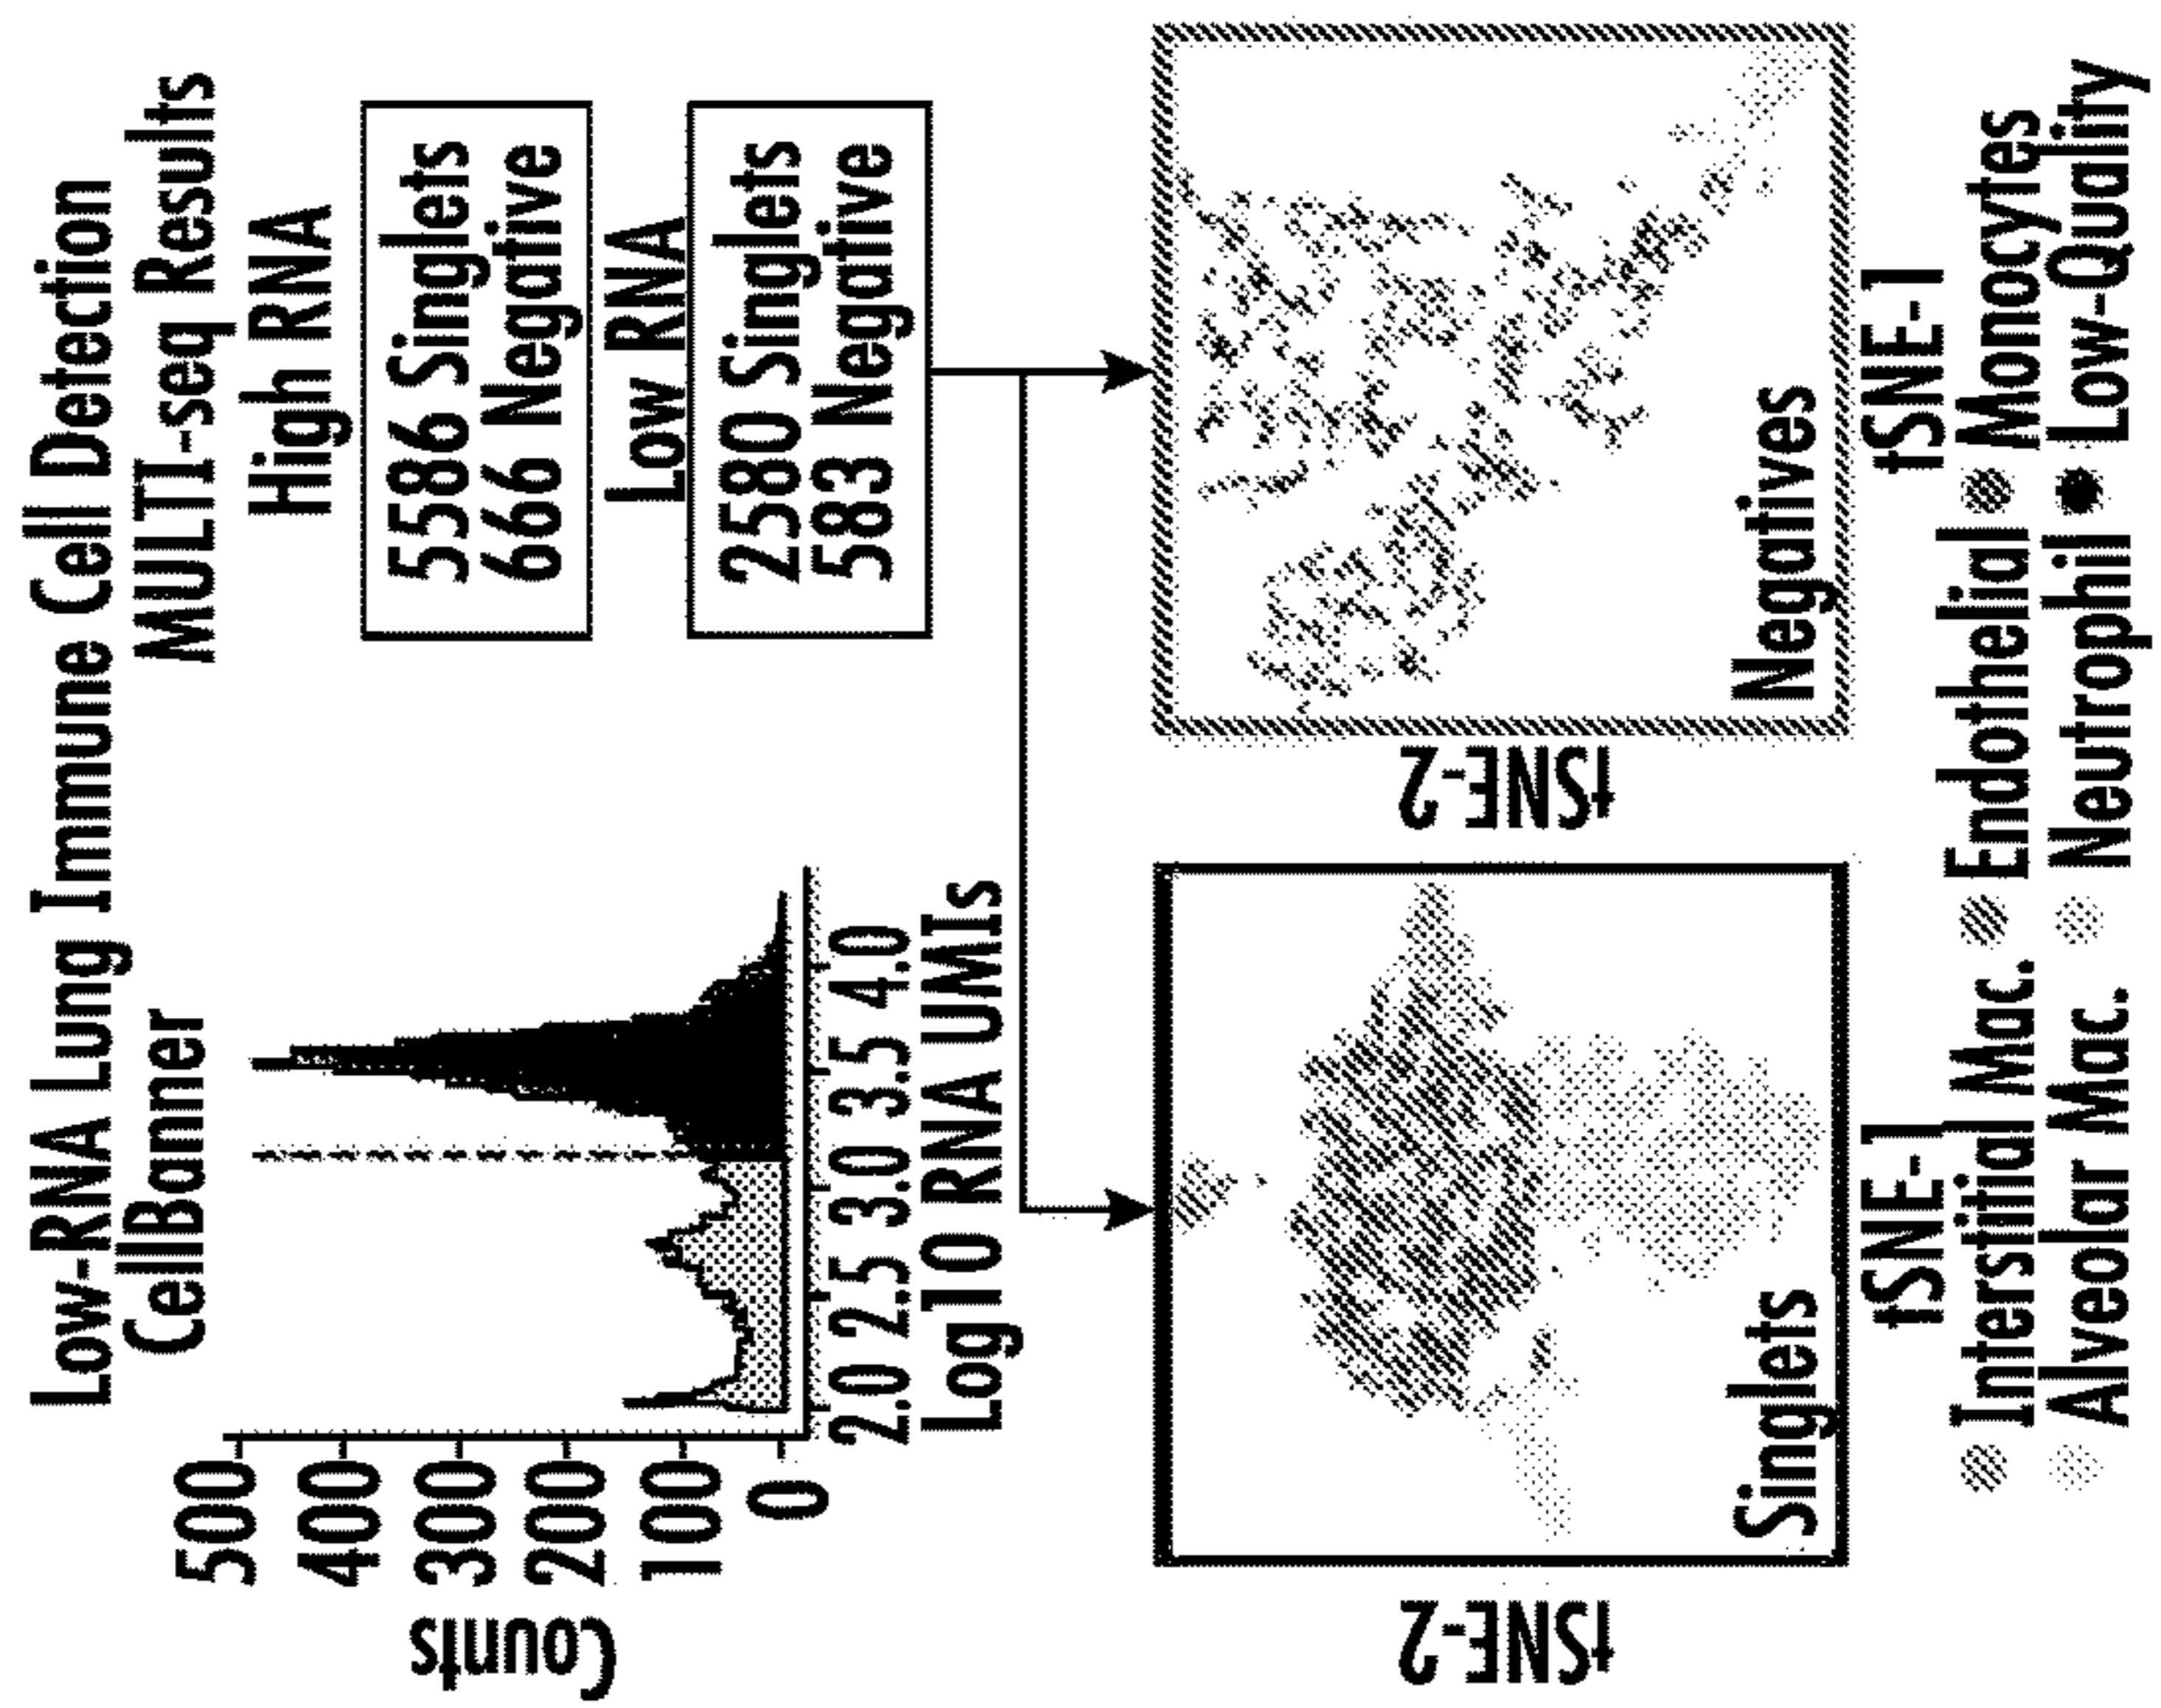 Low-RNA Lung Immune Cell Detection
CellBanner
MULTI-seq Results
Counts
500
400
300
200
100
0
2.0 2.5 3.0 3.5 4.0
Log10 RNA UMIs
High RNA
5586 Singlets
666 Negative
Low RNA
2580 Singlets
583 Negative
tSNE-2
Singlets
tSNE-1
tSNE-2
Negatives
tSNE-1
Interstitial Mac.
Endothelial
Monocytes
Alveolar Mac.
Neutrophil
Low-Quality